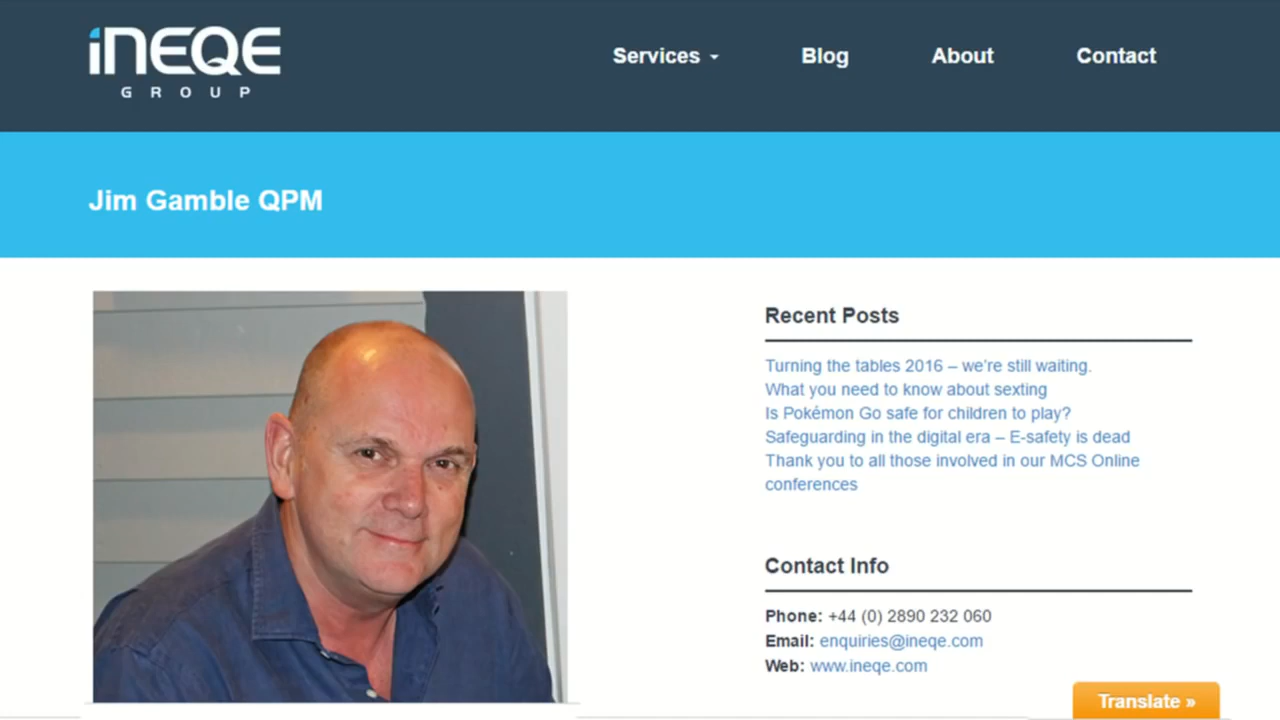 iNEQE
GROUP
Services
Blog
About
Contact
Jim Gamble QPM
Recent Posts
Turning the tables 2016 – we're still waiting.
What you need to know about sexting
Is Pokémon Go safe for children to play?
Safeguarding in the digital era – E-safety is dead
Thank you to all those involved in our MCS Online
conferences
Contact Info
Phone: +44 (0) 2890 232 060
Email: enquiries@ineqe.com
Web: www.ineqe.com
Translate »